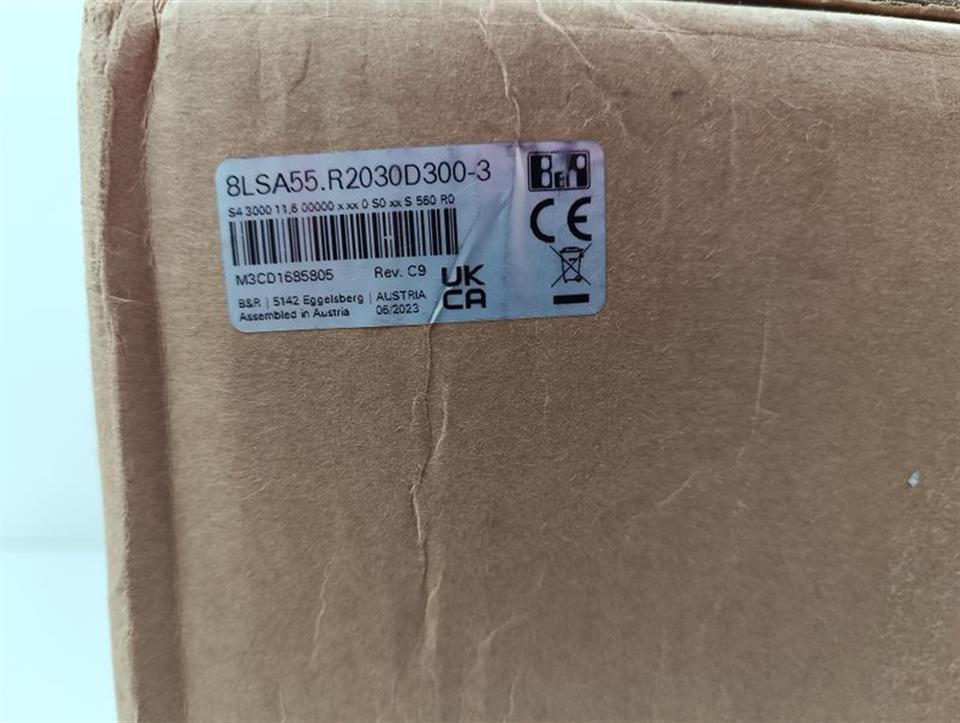 8LSA55.R2030D300-3
B&R
S4 3000 11,6 00000 x xx 0 S0 xx S 560 R0
CE
M3CD1685805 Rev. C9
UK
CA
B&R | 5142 Eggelsberg | AUSTRIA
Assembled in Austria 06/2023